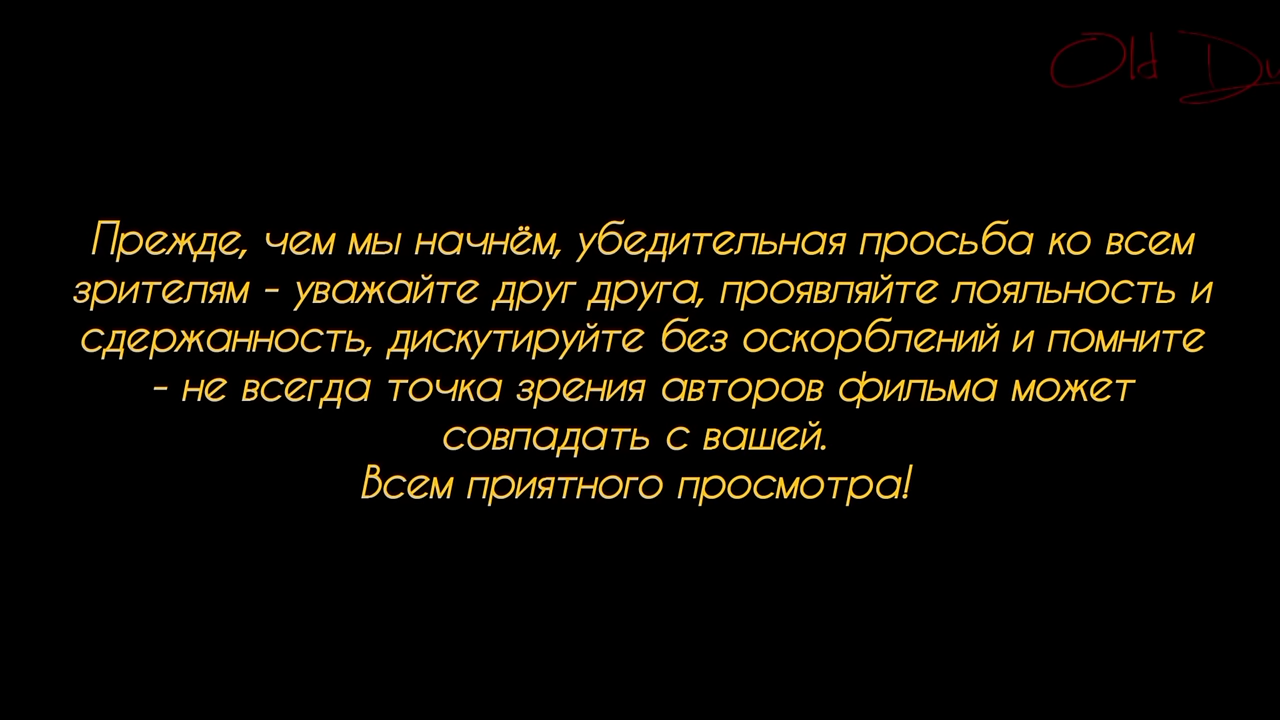 Old
Прежде, чем мы начнём, убедительная просьба ко всем
зрителям - уважайте друг друга, проявляйте лояльность и
сдержанность, дискутируйте без оскорблений и помните
- не всегда точка зрения авторов фильма может
совпадать с вашей.
Всем приятного просмотра!